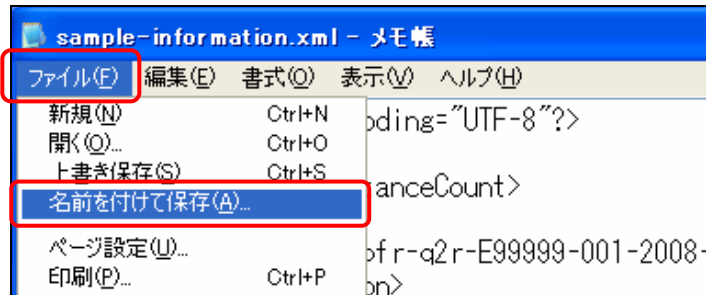 sample-information.xml - メモ帳
ファイル(F) 編集(E) 書式(O) 表示(V) ヘルプ(H)
新規(N) Ctrl+N
開く(O)... Ctrl+O
上書き保存(S) Ctrl+S
名前を付けて保存(A)...
ページ設定(U)...
印刷(P)... Ctrl+P
oding="UTF-8"?>
anceCount>
ofr-q2r-E99999-001-2008-
on>